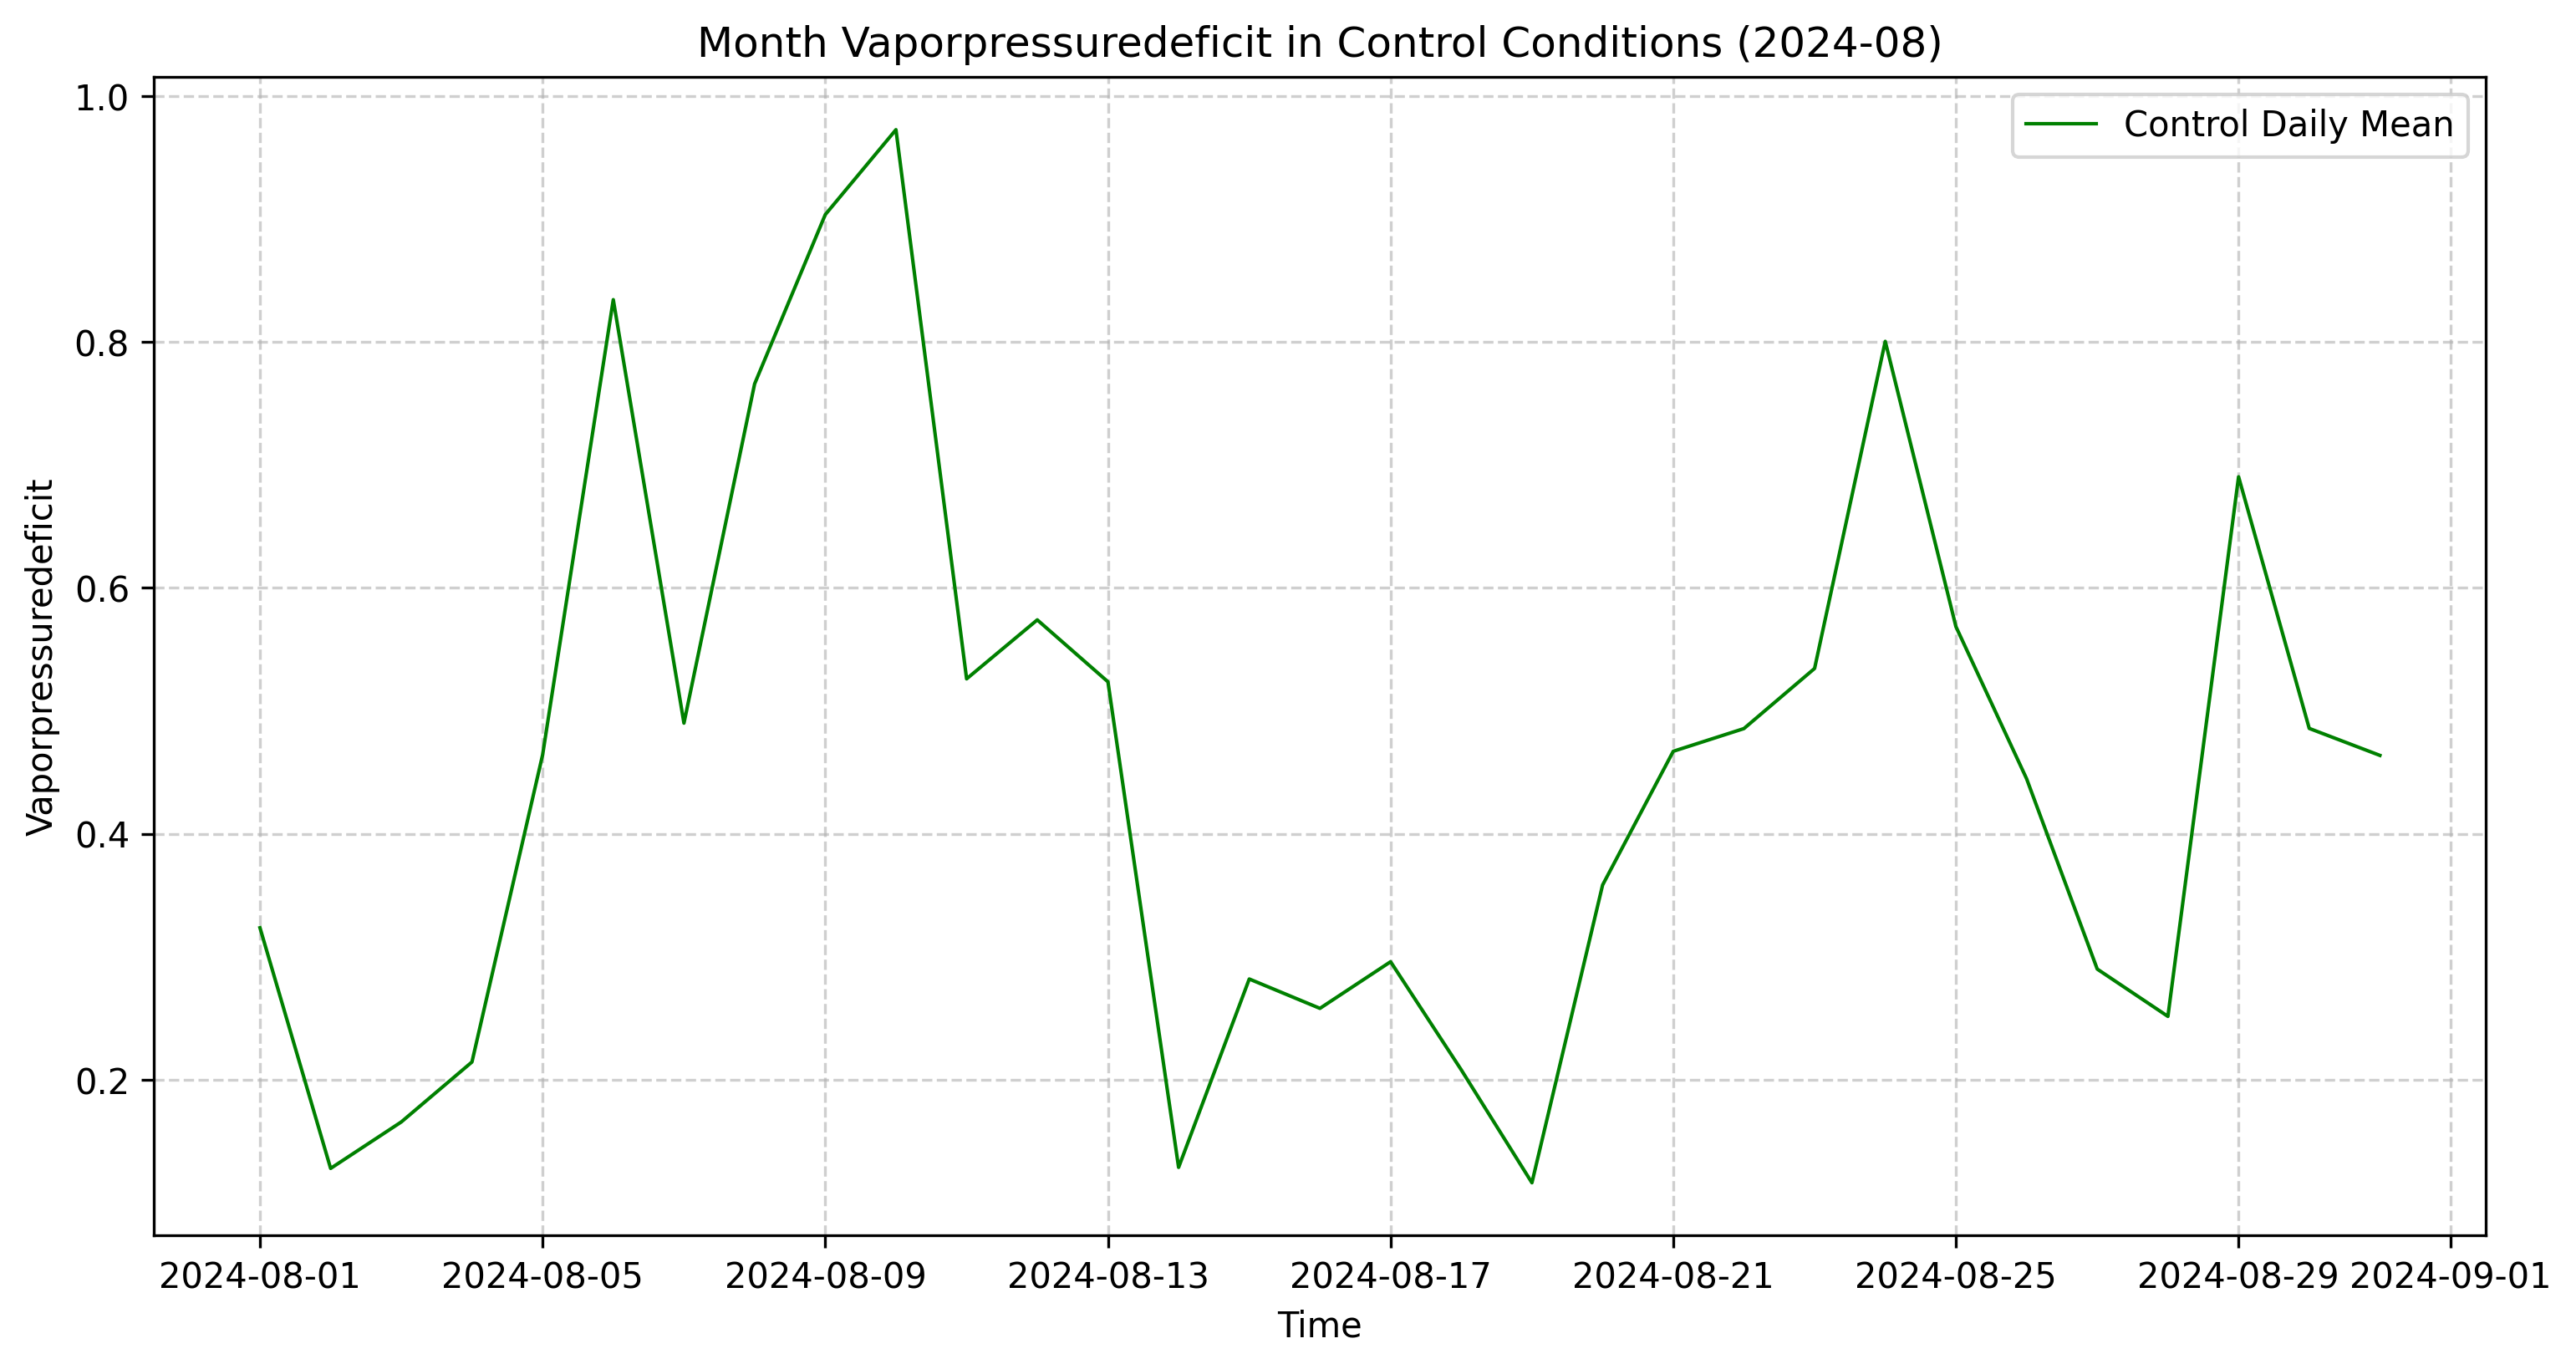 Month Vaporpressuredeficit in Control Conditions (2024-08)
Control Daily Mean
Vaporpressuredeficit
1.0
0.8
0.6
0.4
0.2
2024-08-01 2024-08-05 2024-08-09 2024-08-13 2024-08-17 2024-08-21 2024-08-25 2024-08-29 2024-09-01
Time